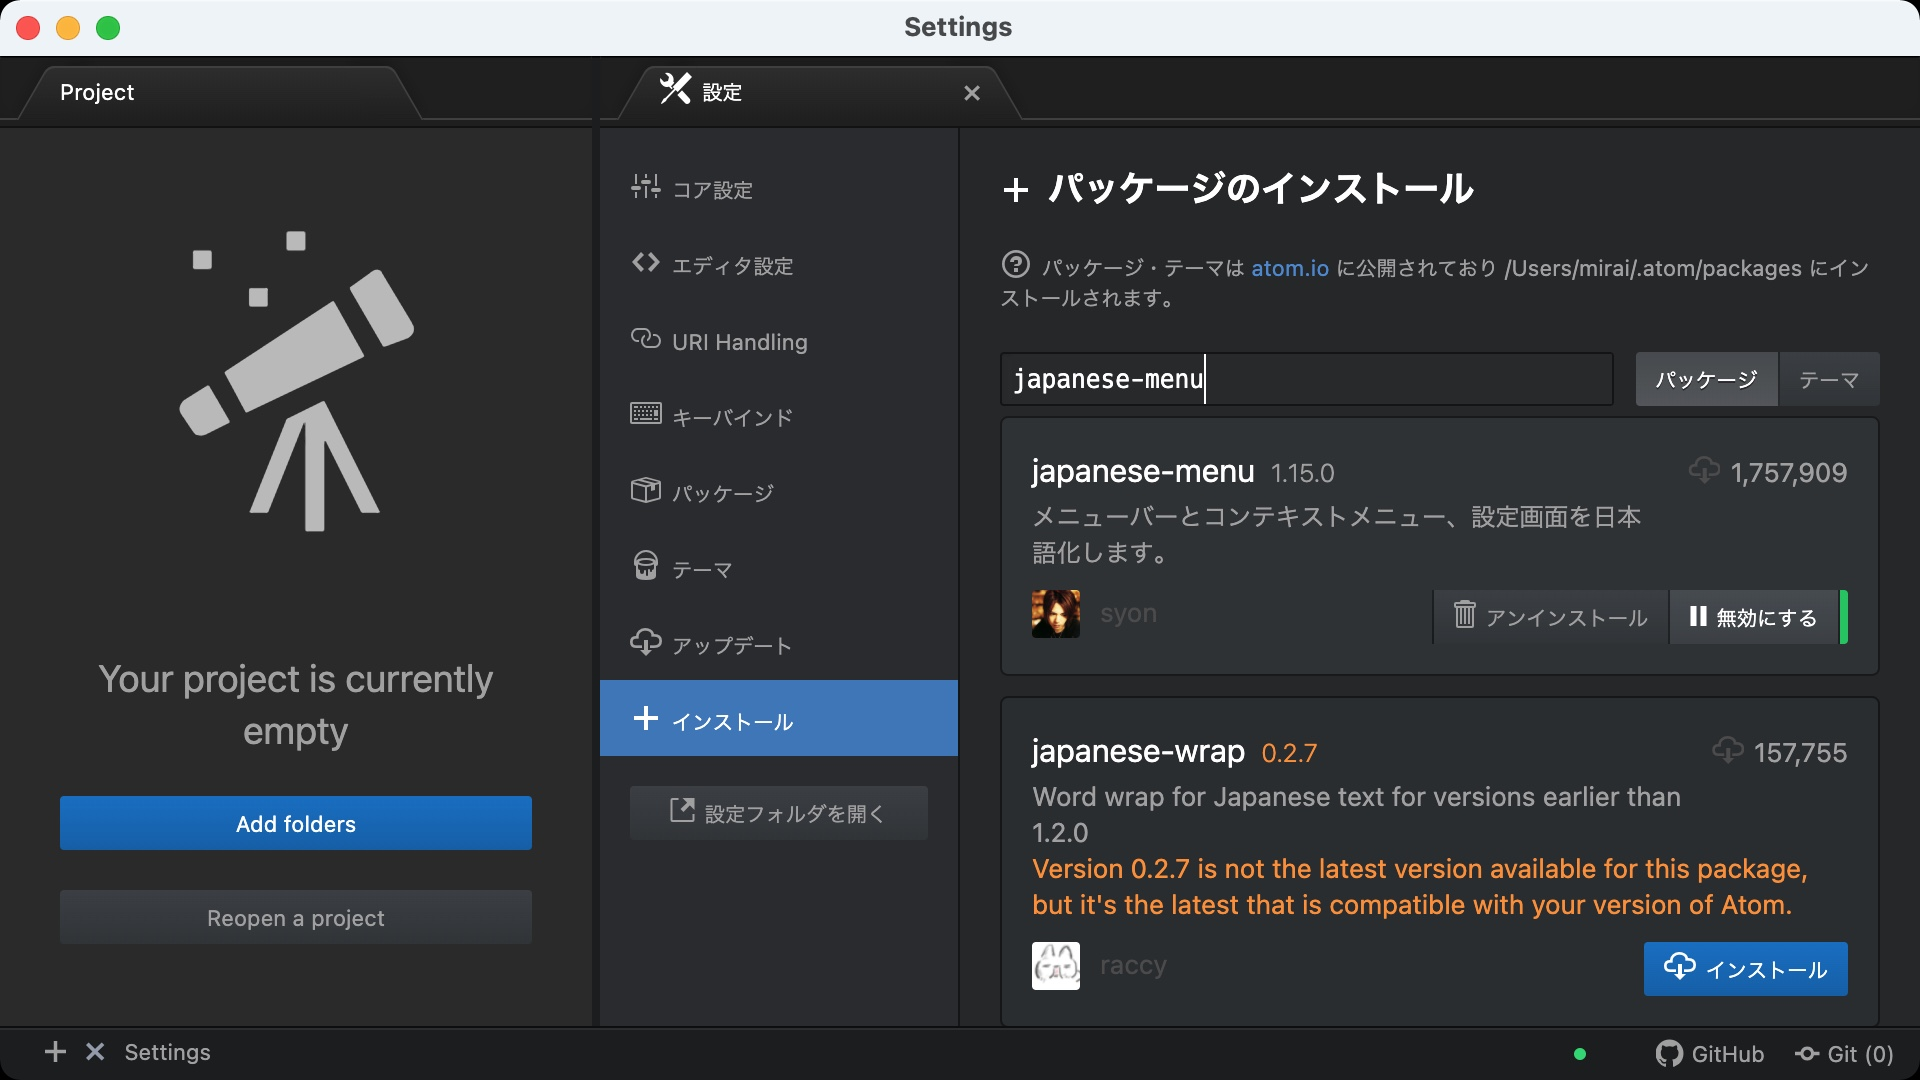 Settings
Project
設定
Your project is currently
empty
Add folders
Reopen a project
コア設定
エディタ設定
URI Handling
キーバインド
パッケージ
テーマ
アップデート
インストール
設定フォルダを開く
パッケージのインストール
パッケージ・テーマは atom.io に公開されており /Users/mirai/.atom/packages にイン
ストールされます。
japanese-menu
パッケージ
テーマ
japanese-menu 1.15.0
1,757,909
メニューバーとコンテキストメニュー、設定画面を日本
語化します。
syon
アンインストール
無効にする
japanese-wrap 0.2.7
157,755
Word wrap for Japanese text for versions earlier than
1.2.0
Version 0.2.7 is not the latest version available for this package,
but it's the latest that is compatible with your version of Atom.
raccy
インストール
Settings
GitHub
Git (0)